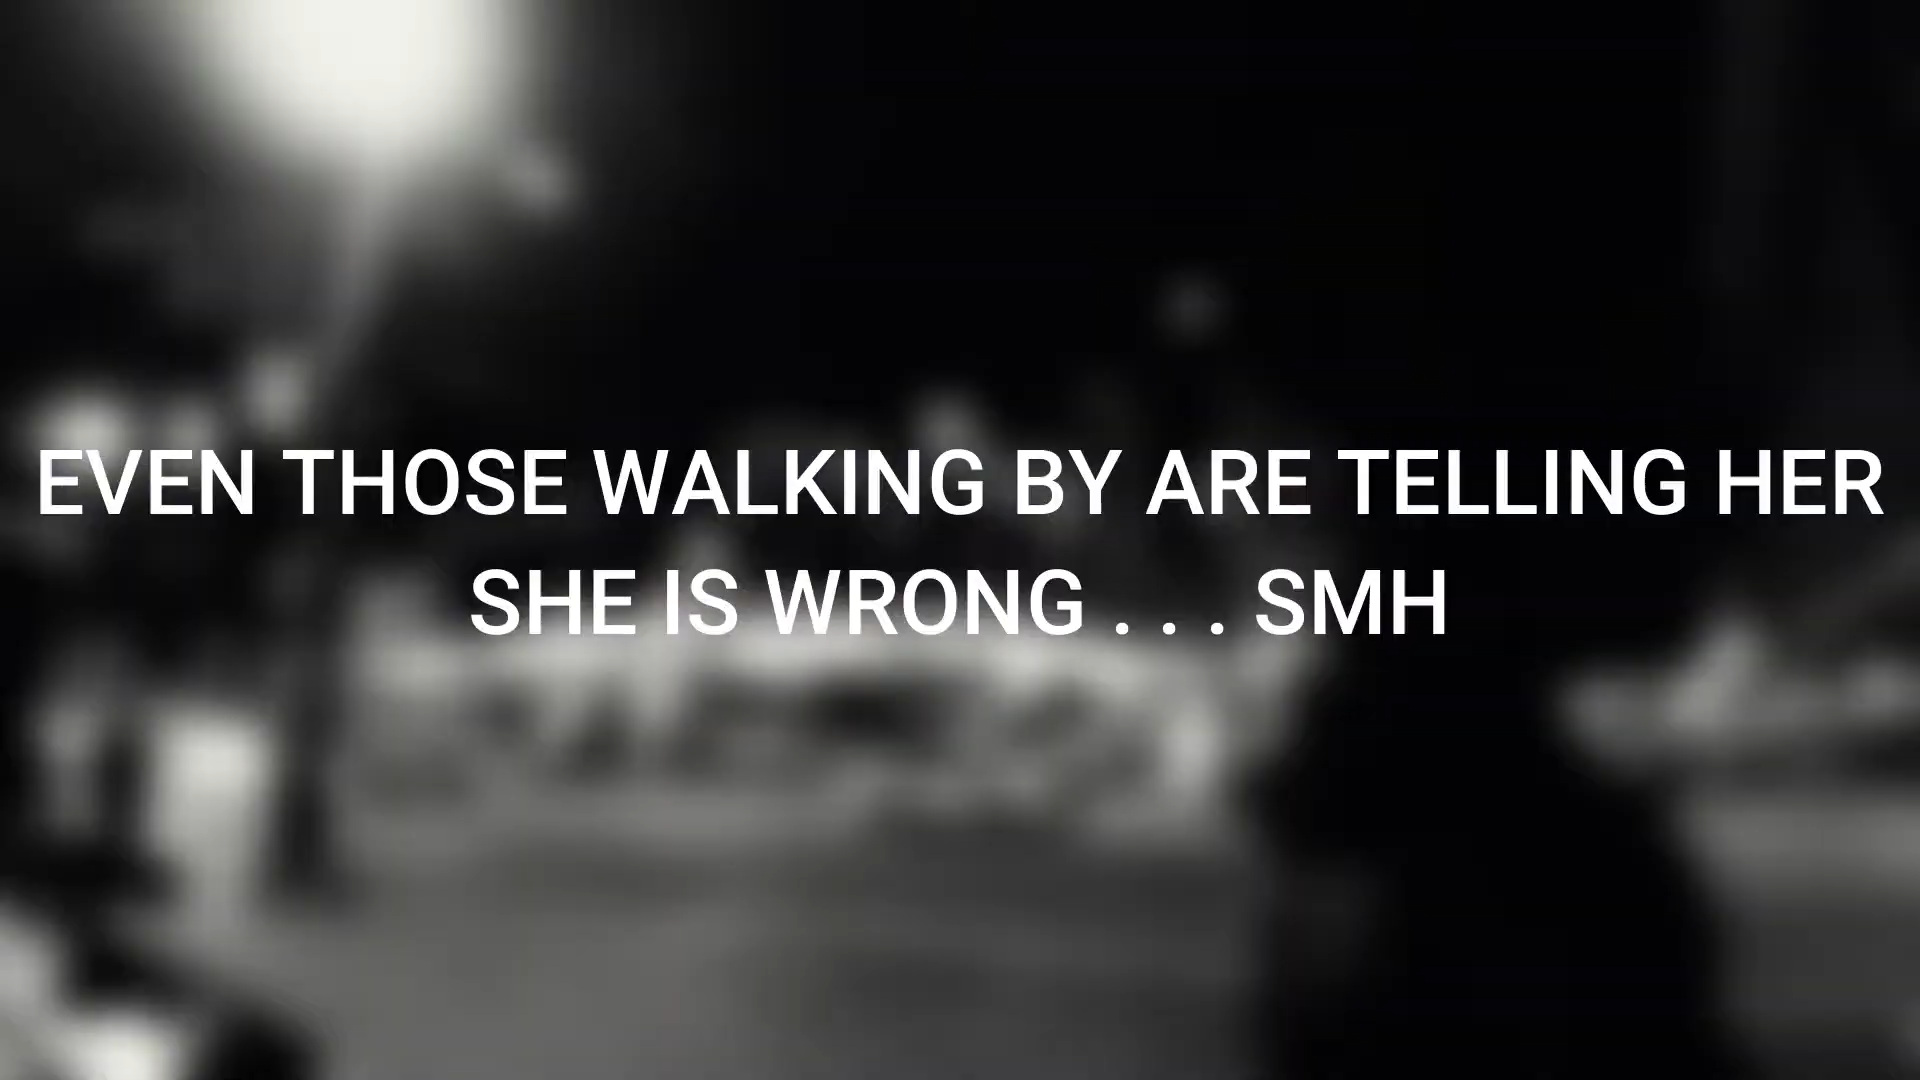 EVEN THOSE WALKING BY ARE TELLING HER
SHE IS WRONG . . . SMH